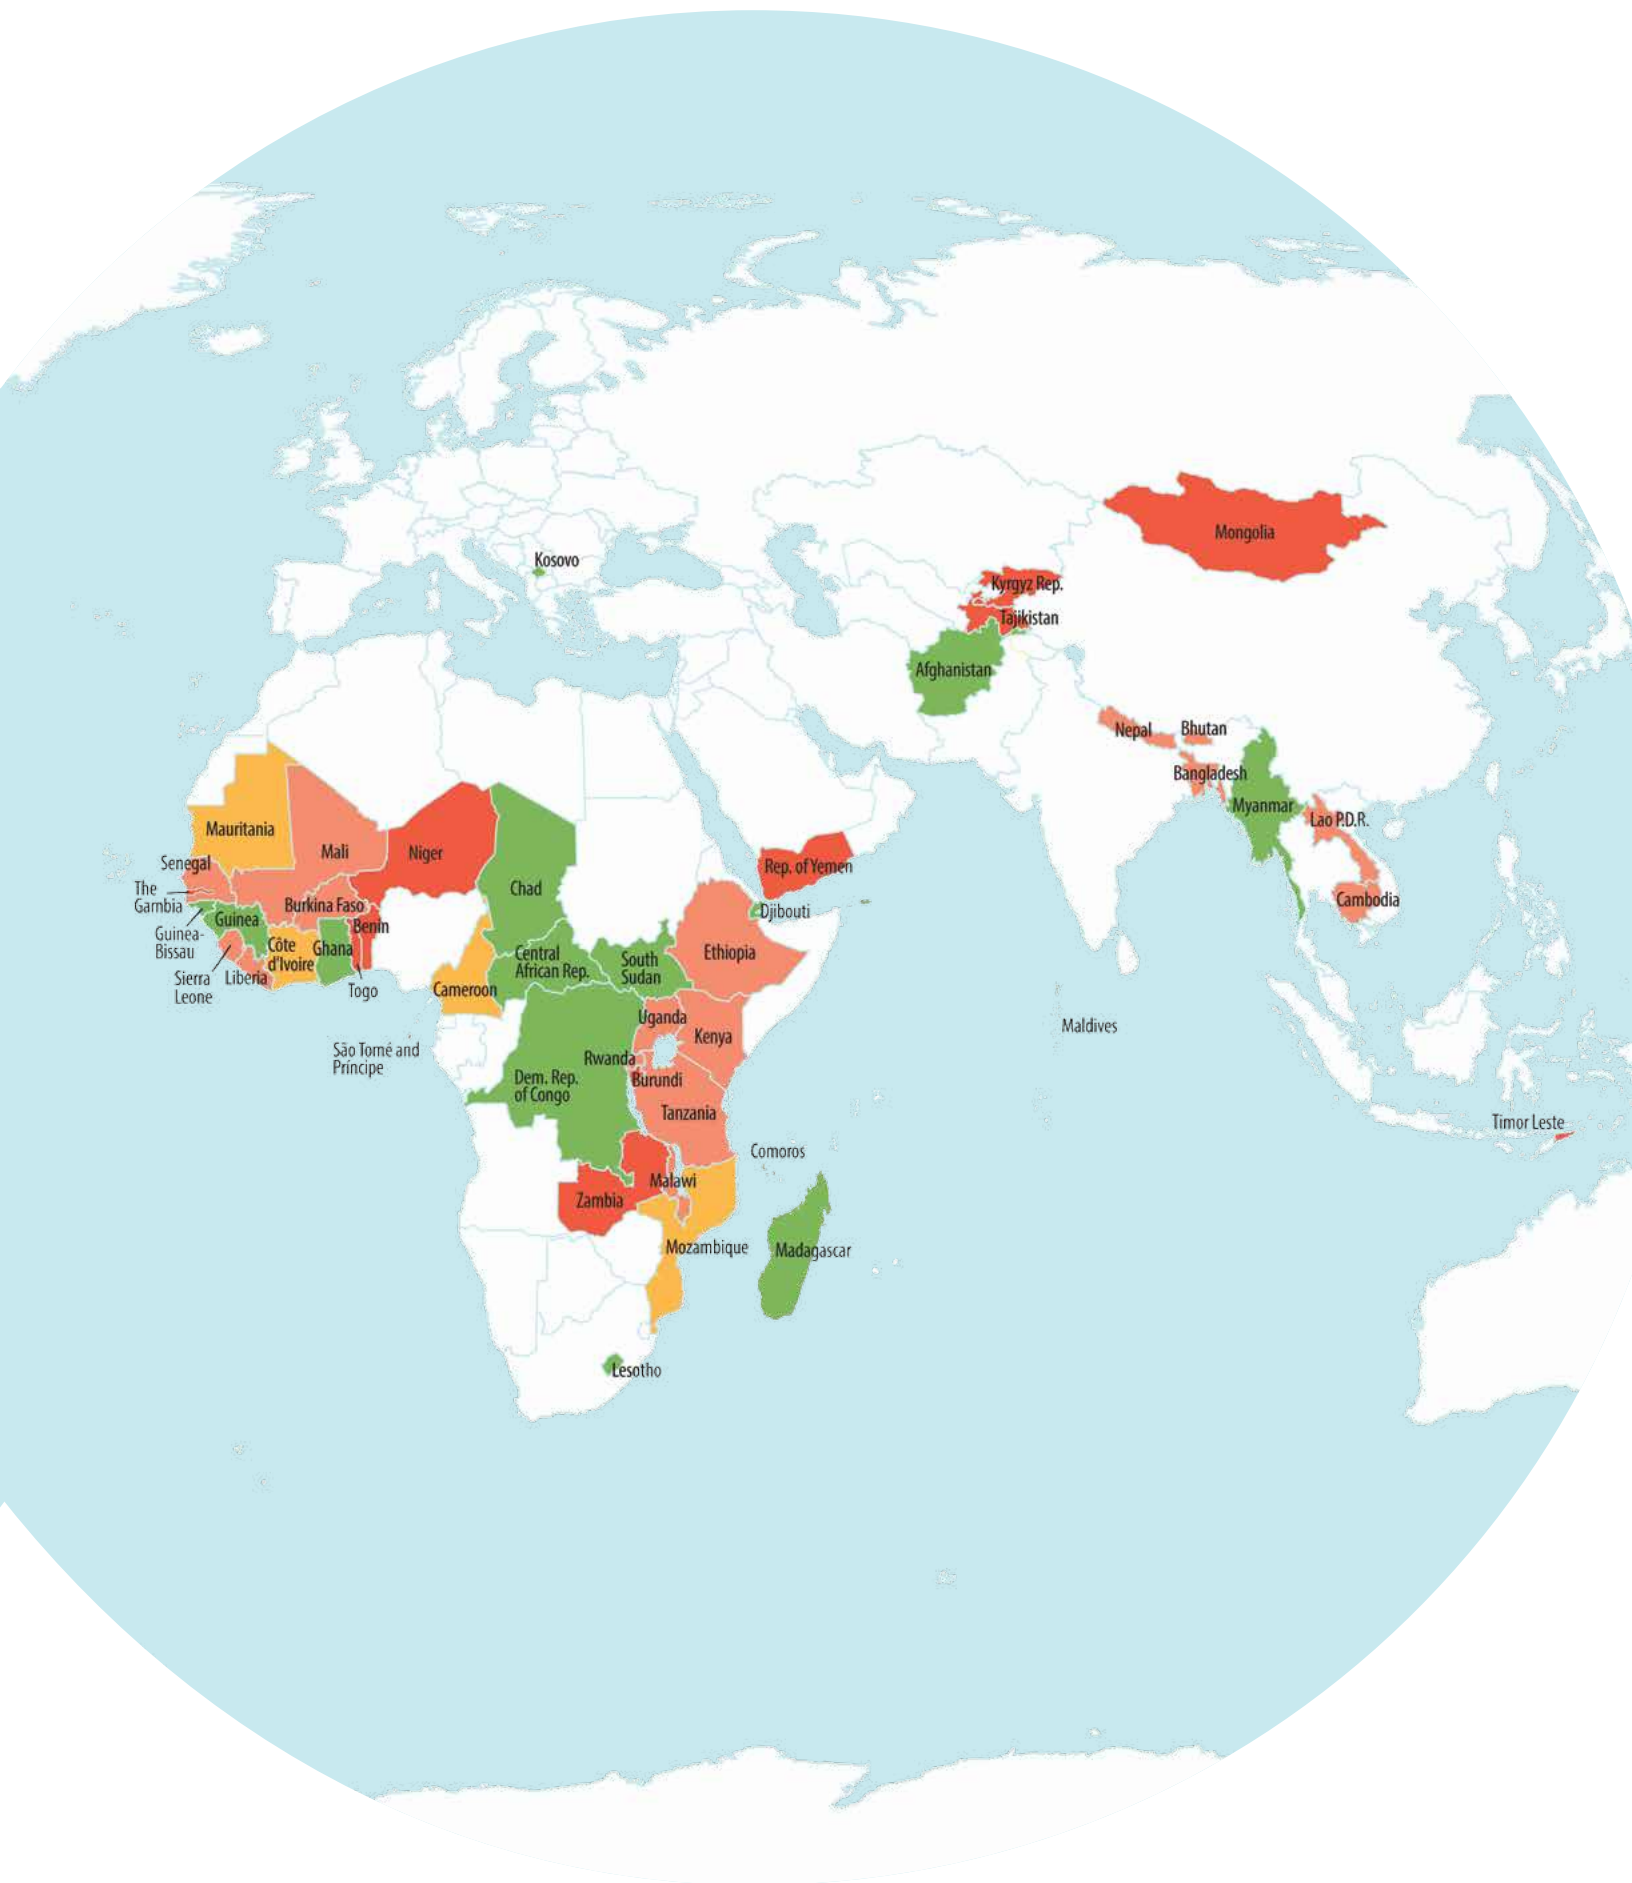 Kosovo
Mongolia
Kyrgyz Rep.
Tajikistan
Afghanistan
Nepal
Bhutan
Bangladesh
Myanmar
Lao P.D.R.
Cambodia
Mauritania
Mali
Niger
Chad
Rep. of Yemen
Djibouti
Senegal
The
Gambia
Guinea-
Bissau
Guinea
Sierra
Leone
Liberia
Côte
d'Ivoire
Burkina Faso
Ghana
Benin
Togo
Cameroon
Central
African Rep.
South
Sudan
Ethiopia
Uganda
Kenya
Rwanda
Burundi
São Tomé and
Príncipe
Dem. Rep.
of Congo
Tanzania
Maldives
Timor Leste
Comoros
Malawi
Zambia
Mozambique
Madagascar
Lesotho